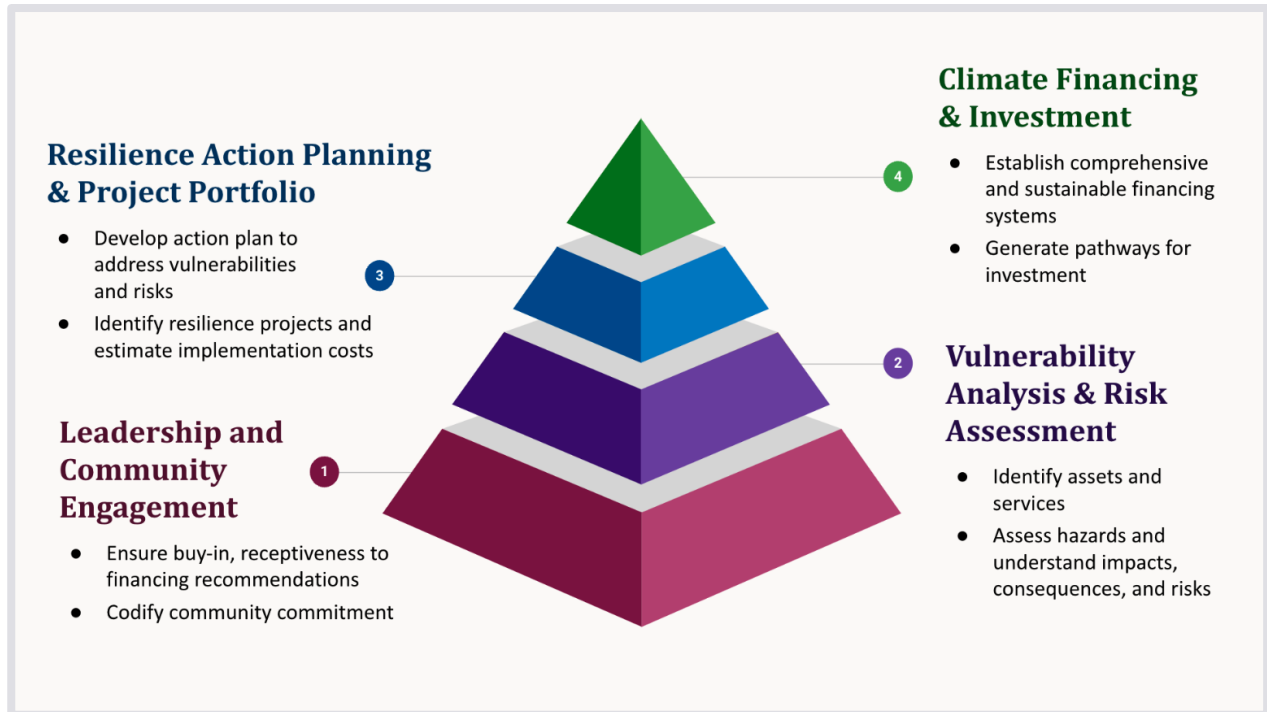 Climate Financing
& Investment
● Establish comprehensive
and sustainable financing
systems
● Generate pathways for
investment
4
Resilience Action Planning
& Project Portfolio
● Develop action plan to
address vulnerabilities
and risks
● Identify resilience projects and
estimate implementation costs
3
Vulnerability
Analysis & Risk
Assessment
● Identify assets and
services
● Assess hazards and
understand impacts,
consequences, and risks
2
Leadership and
Community
Engagement
● Ensure buy-in, receptiveness to
financing recommendations
● Codify community commitment
1